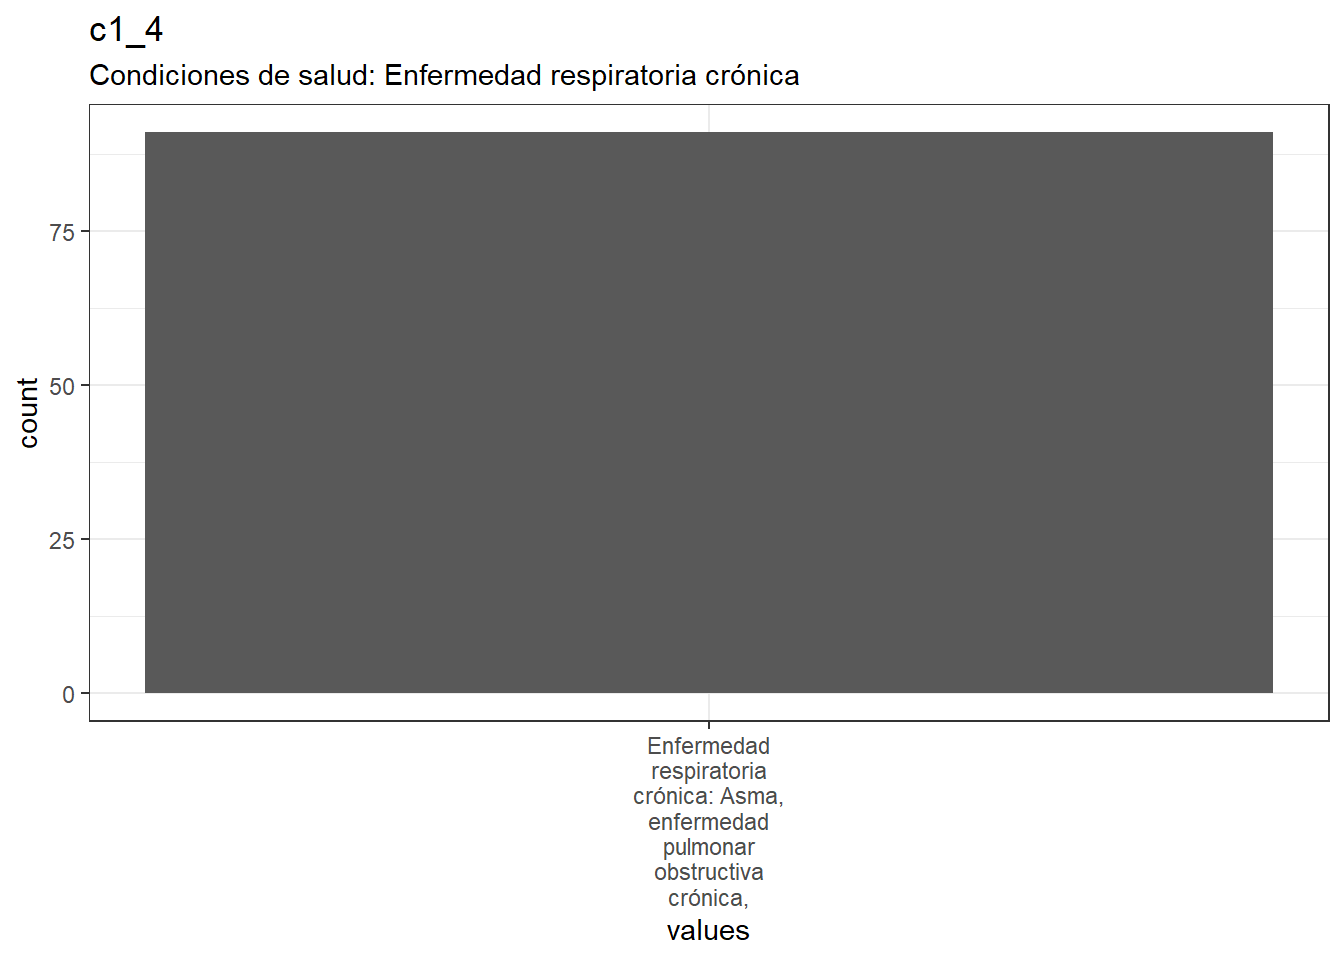 c1_4
Condiciones de salud: Enfermedad respiratoria crónica
75
50
25
0
count
Enfermedad
respiratoria
crónica: Asma,
enfermedad
pulmonar
obstructiva
crónica,
values